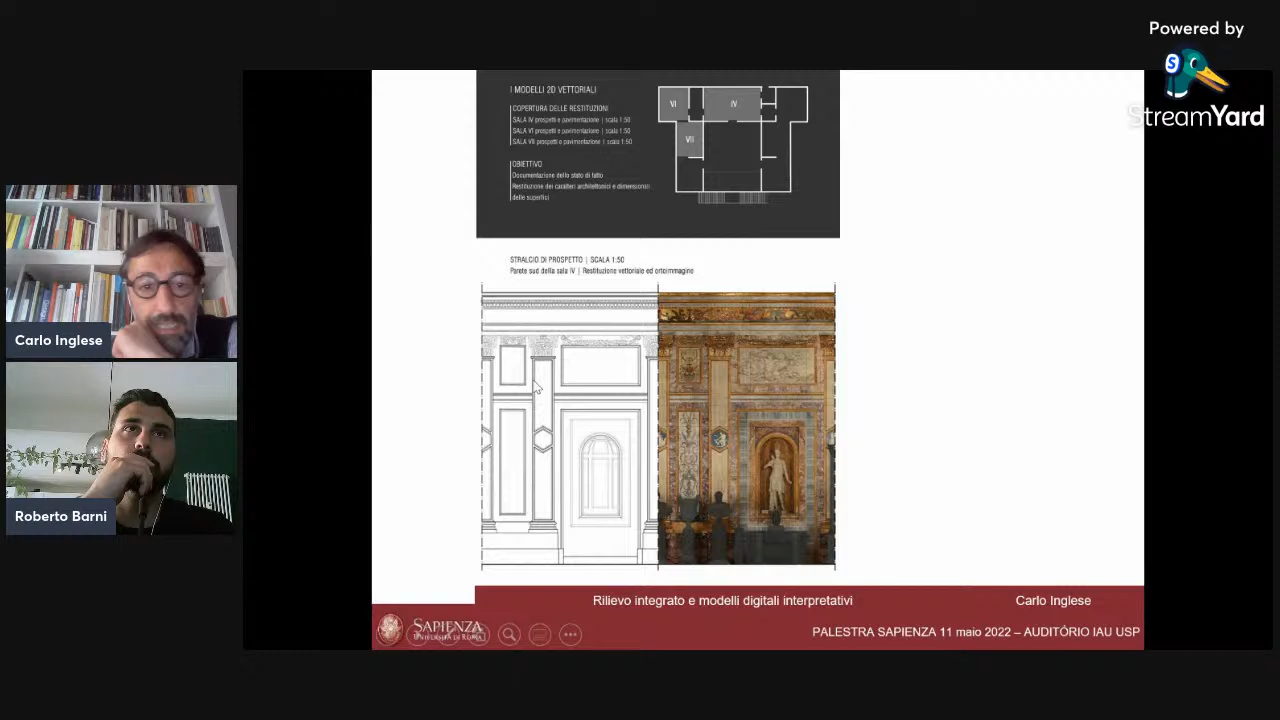 Powered by
StreamYard
I MODELLI 2D VETTORIALI
COPERTURA DELLE RESTITUZIONI
SALA IV prospetti e pavimentazione | scala 1:50
SALA VI prospetti e pavimentazione | scala 1:50
SALA VII prospetti e pavimentazione | scala 1:50
OBIETTIVO
Documentazione dello stato di fatto
Restituzione dei caratteri architettonici e dimensionali
delle superfici
VI
IV
VII
STRALCIO DI PROSPETTO | SCALA 1:50
Parete sud della sala IV | Restituzione vettoriale ed ortoimmagine
Carlo Inglese
Roberto Barni
Rilievo integrato e modelli digitali interpretativi
Carlo Inglese
SAPIENZA
UNIVERSITÀ DI ROMA
PALESTRA SAPIENZA 11 maio 2022 – AUDITÓRIO IAU USP